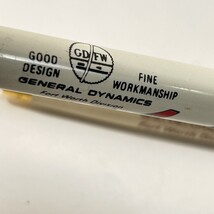 GD FW
GOOD DESIGN
FINE WORKMANSHIP
GENERAL DYNAMICS
Fort Worth Division